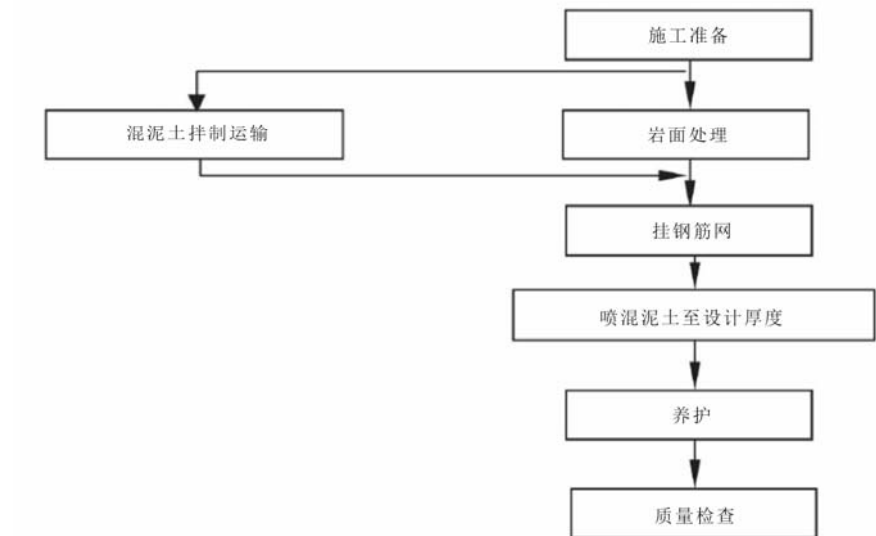 施工准备
混泥土拌制运输
岩面处理
挂钢筋网
喷混泥土至设计厚度
养护
质量检查